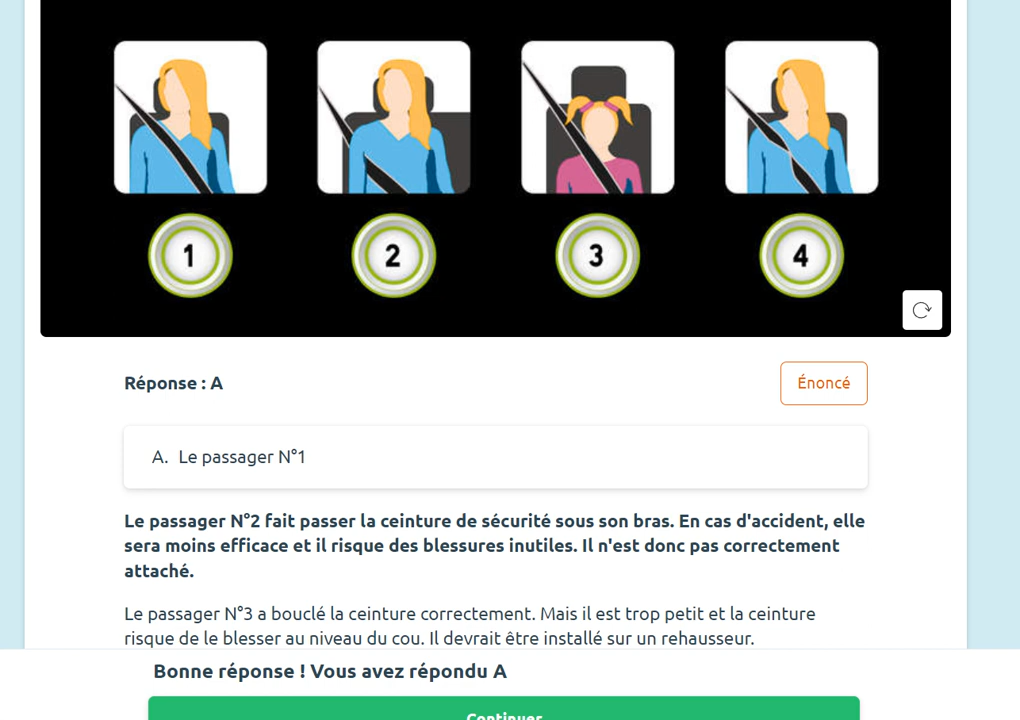 1 2 3 4
Réponse : A
Énoncé
A. Le passager N°1
Le passager N°2 fait passer la ceinture de sécurité sous son bras. En cas d'accident, elle
sera moins efficace et il risque des blessures inutiles. Il n'est donc pas correctement
attaché.
Le passager N°3 a bouclé la ceinture correctement. Mais il est trop petit et la ceinture
risque de le blesser au niveau du cou. Il devrait être installé sur un rehausseur.
Bonne réponse ! Vous avez répondu A
Continuer